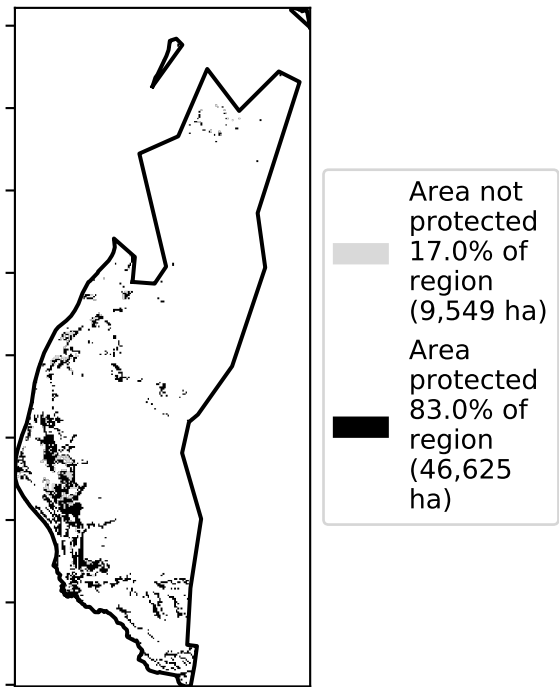 Area not
protected
17.0% of
region
(9,549 ha)
Area
protected
83.0% of
region
(46,625
ha)